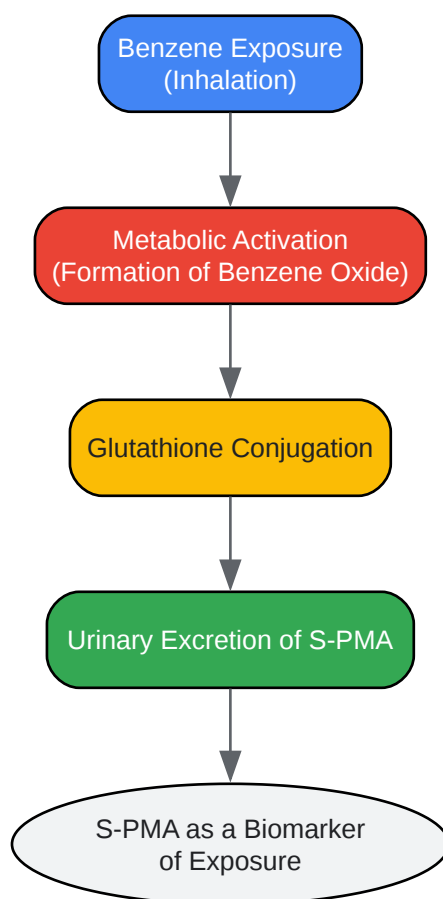 Benzene Exposure
(Inhalation)
Metabolic Activation
(Formation of Benzene Oxide)
Glutathione Conjugation
Urinary Excretion of S-PMA
S-PMA as a Biomarker
of Exposure